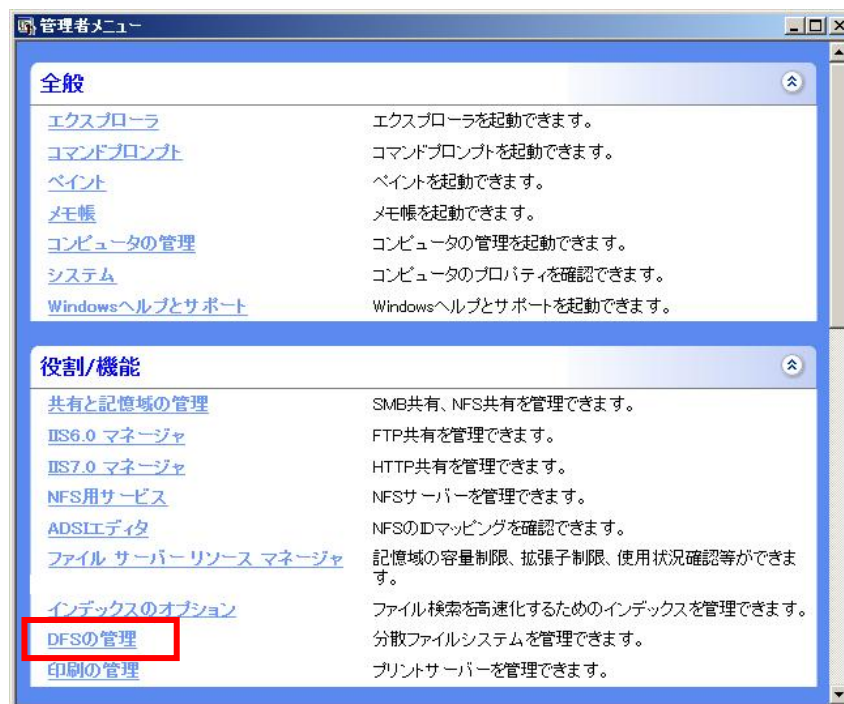 管理者メニュー
全般
エクスプローラ エクスプローラを起動できます。
コマンドプロンプト コマンドプロンプトを起動できます。
ペイント ペイントを起動できます。
メモ帳 メモ帳を起動できます。
コンピュータの管理 コンピュータの管理を起動できます。
システム コンピュータのプロパティを確認できます。
Windowsヘルプとサポート Windowsヘルプとサポートを起動できます。
役割/機能
共有と記憶域の管理 SMB共有、NFS共有を管理できます。
IIS6.0 マネージャ FTP共有を管理できます。
IIS7.0 マネージャ HTTP共有を管理できます。
NFS用サービス NFSサーバーを管理できます。
ADSIエディタ NFSのIDマッピングを確認できます。
ファイル サーバー リソース マネージャ 記憶域の容量制限、拡張子制限、使用状況確認等ができま
す。
インデックスのオプション ファイル検索を高速化するためのインデックスを管理できます。
DFSの管理 分散ファイルシステムを管理できます。
印刷の管理 プリントサーバーを管理できます。